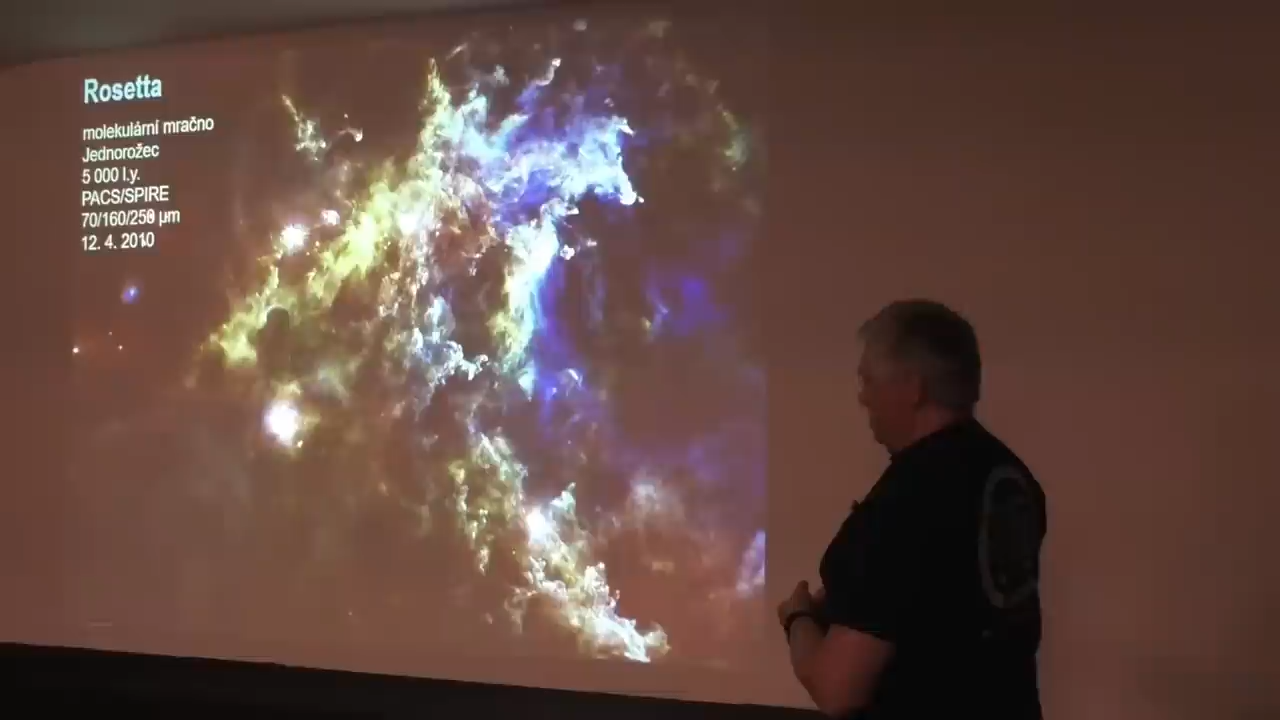 Rosetta
molekulární mračno
Jednorožec
5 000 l.y.
PACS/SPIRE
70/160/250 µm
12. 4. 2010